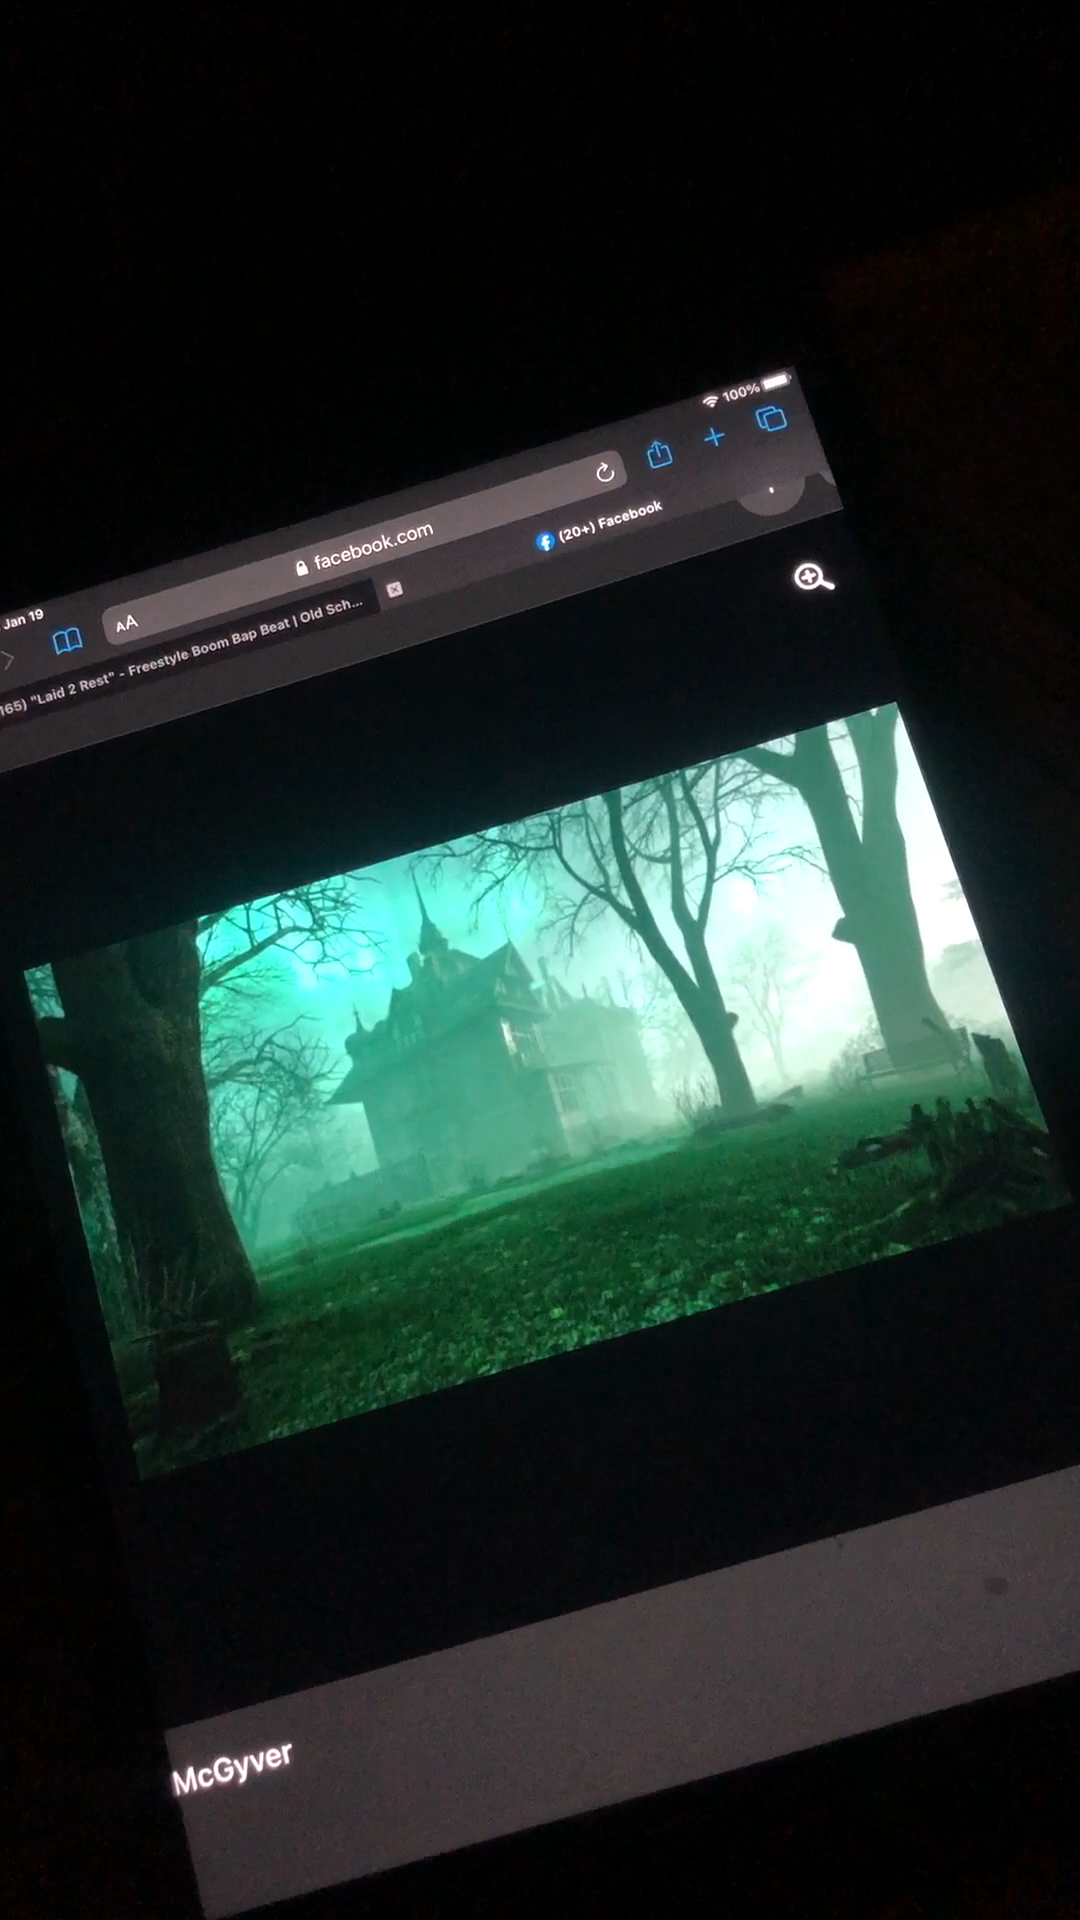 Jan 19
100%
AA
facebook.com
165) "Laid 2 Rest" - Freestyle Boom Bap Beat | Old Sch...
(20+) Facebook
McGyver